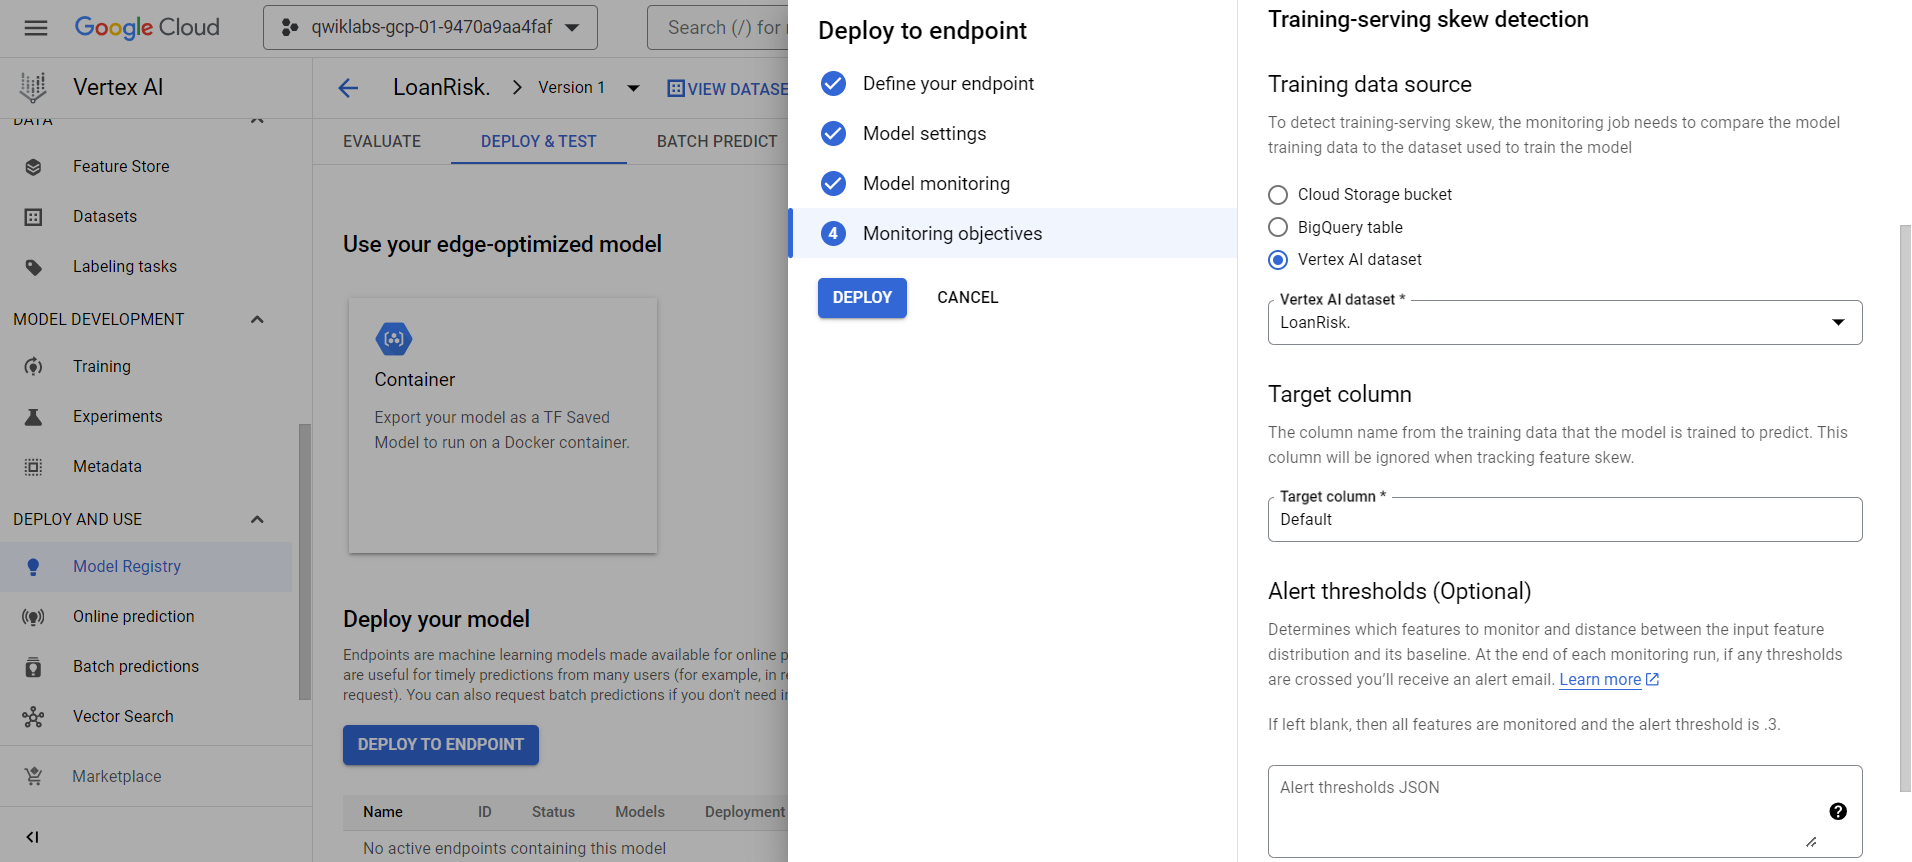 Google Cloud
qwiklabs-gcp-01-9470a9aa4faf
Search (/) for
Vertex AI
DATA
Feature Store
Datasets
Labeling tasks
MODEL DEVELOPMENT
Training
Experiments
Metadata
DEPLOY AND USE
Model Registry
Online prediction
Batch predictions
Vector Search
Marketplace
LoanRisk.
Version 1
VIEW DATASE
EVALUATE
DEPLOY & TEST
BATCH PREDICT
Use your edge-optimized model
Container
Export your model as a TF Saved
Model to run on a Docker container.
Deploy your model
Endpoints are machine learning models made available for online p
are useful for timely predictions from many users (for example, in re
request). You can also request batch predictions if you don't need in
DEPLOY TO ENDPOINT
Name ID Status Models Deployment
No active endpoints containing this model
Deploy to endpoint
Define your endpoint
Model settings
Model monitoring
4 Monitoring objectives
DEPLOY CANCEL
Training-serving skew detection
Training data source
To detect training-serving skew, the monitoring job needs to compare the model
training data to the dataset used to train the model
Cloud Storage bucket
BigQuery table
Vertex AI dataset
Vertex AI dataset *
LoanRisk.
Target column
The column name from the training data that the model is trained to predict. This
column will be ignored when tracking feature skew.
Target column *
Default
Alert thresholds (Optional)
Determines which features to monitor and distance between the input feature
distribution and its baseline. At the end of each monitoring run, if any thresholds
are crossed you’ll receive an alert email. Learn more
If left blank, then all features are monitored and the alert threshold is .3.
Alert thresholds JSON